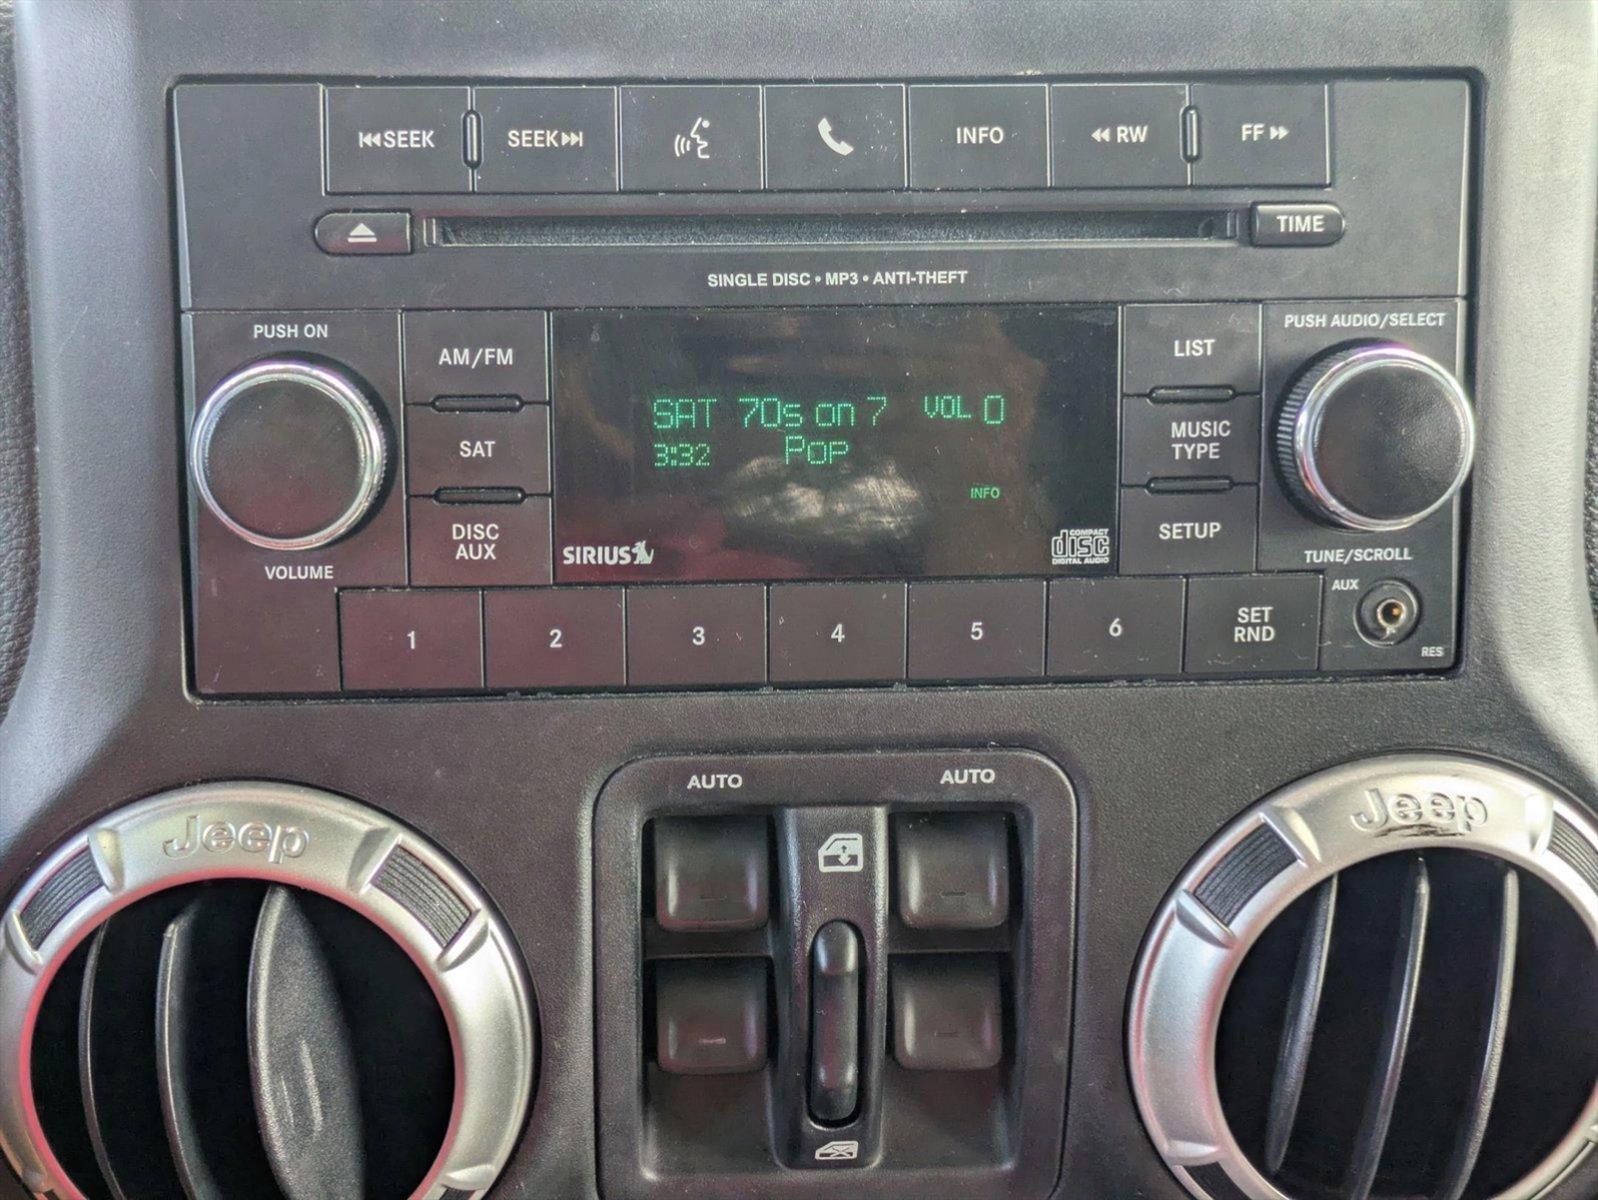 SEEK
SEEK
INFO
RW
FF
TIME
SINGLE DISC • MP3 • ANTI-THEFT
PUSH ON
AM/FM
SAT
DISC
AUX
VOLUME
SAT 70s on 7 VOL 0
3:32 Pop
INFO
SIRIUS
COMPACT
disc
DIGITAL AUDIO
LIST
MUSIC
TYPE
SETUP
PUSH AUDIO/SELECT
TUNE/SCROLL
AUX
RES
1
2
3
4
5
6
SET
RND
AUTO
AUTO
Jeep
Jeep